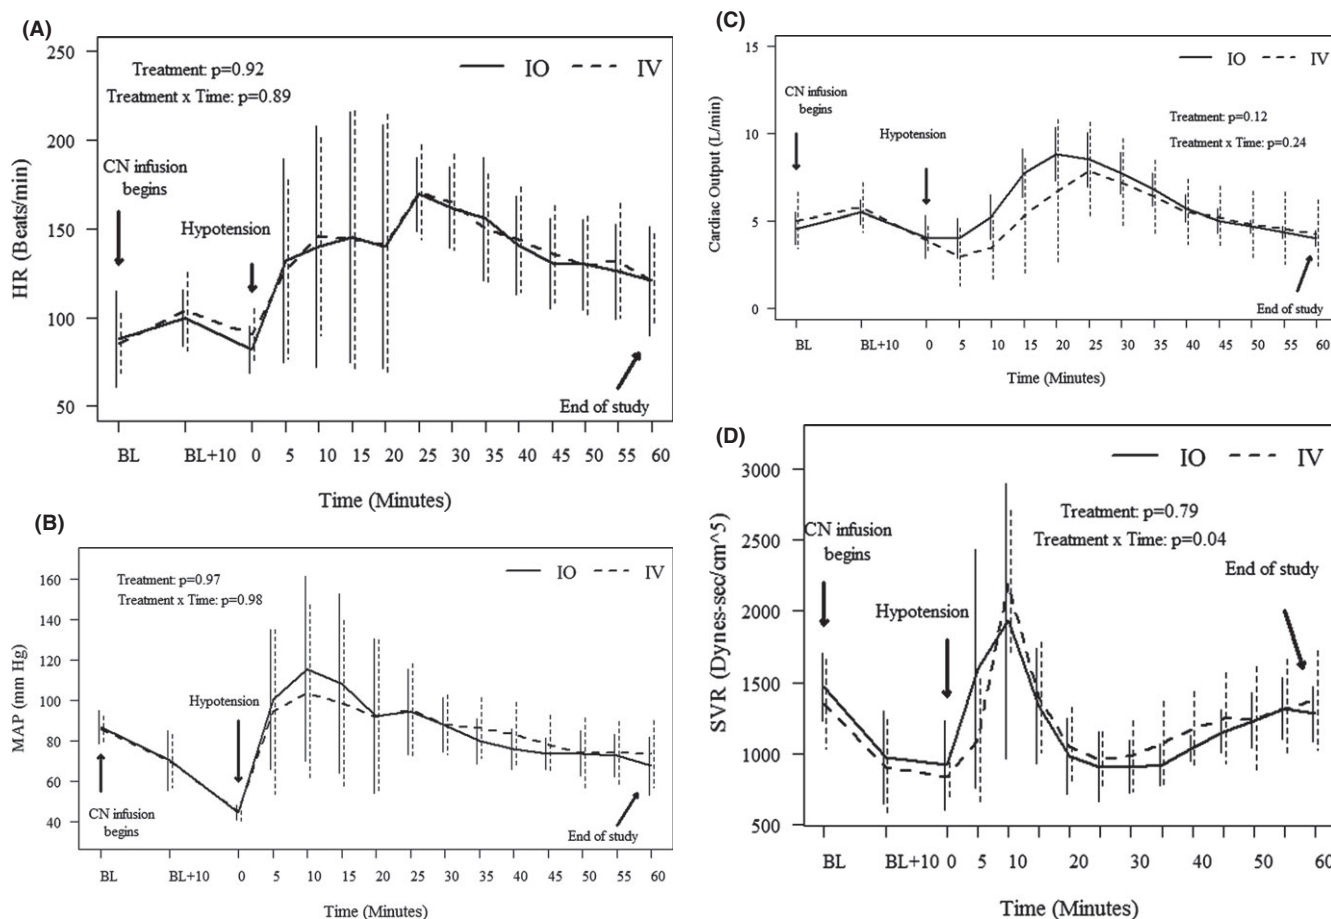 (A)
250
200
150
100
50
HR (Beats/min)
Treatment: p=0.92
Treatment x Time: p=0.89
IO IV
CN infusion
begins
Hypotension
End of study
BL BL+10 0 5 10 15 20 25 30 35 40 45 50 55 60
Time (Minutes)
(B)
160
140
120
100
80
60
40
MAP (mm Hg)
Treatment: p=0.97
Treatment x Time: p=0.98
IO IV
Hypotension
CN infusion
begins
End of study
BL BL+10 0 5 10 15 20 25 30 35 40 45 50 55 60
Time (Minutes)
(C)
15
10
5
0
Cardiac Output (L/min)
IO IV
CN infusion
begins
Hypotension
Treatment: p=0.12
Treatment x Time: p=0.24
End of study
BL BL+10 0 5 10 15 20 25 30 35 40 45 50 55 60
Time (Minutes)
(D)
3000
2500
2000
1500
1000
500
SVR (Dynes-sec/cm^5)
IO IV
Treatment: p=0.79
Treatment x Time: p=0.04
CN infusion
begins
End of study
Hypotension
BL BL+10 0 5 10 20 30 40 50 60
Time (Minutes)